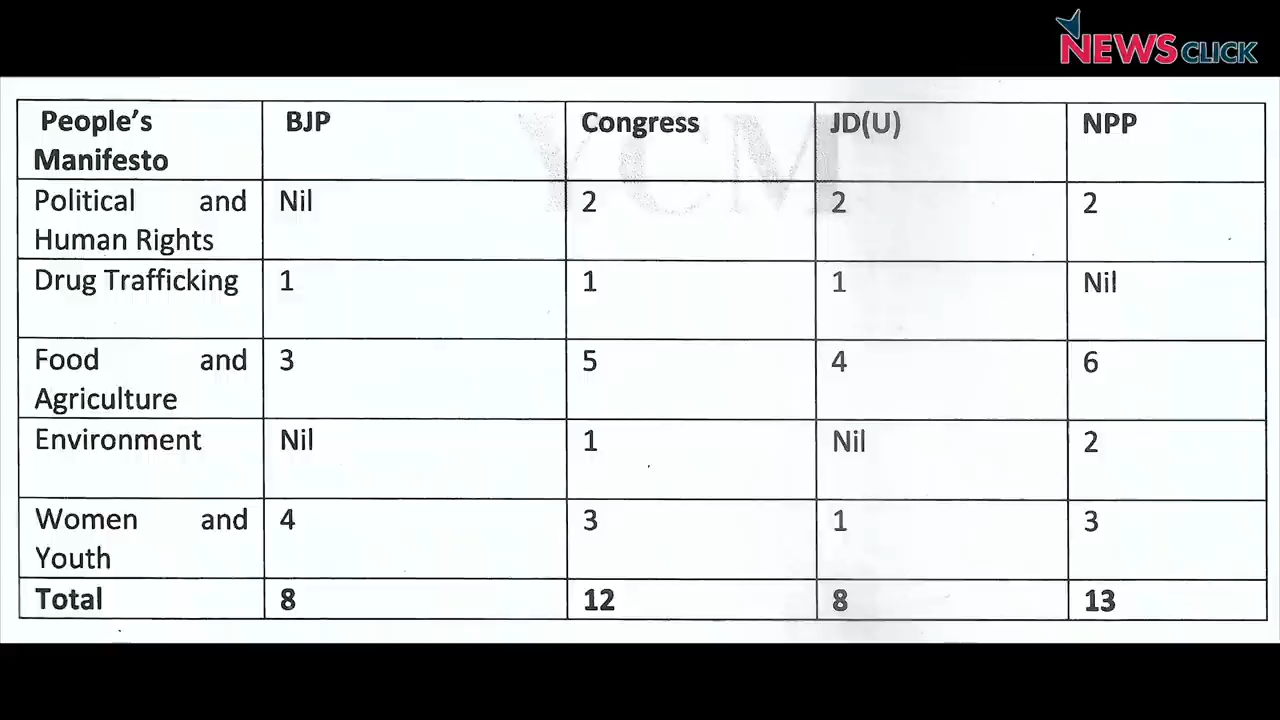 NEWSCLICK
People's Manifesto BJP Congress JD(U) NPP
YCM
Political and Human Rights Nil 2 2 2
Drug Trafficking 1 1 1 Nil
Food and Agriculture 3 5 4 6
Environment Nil 1 Nil 2
Women and Youth 4 3 1 3
Total 8 12 8 13